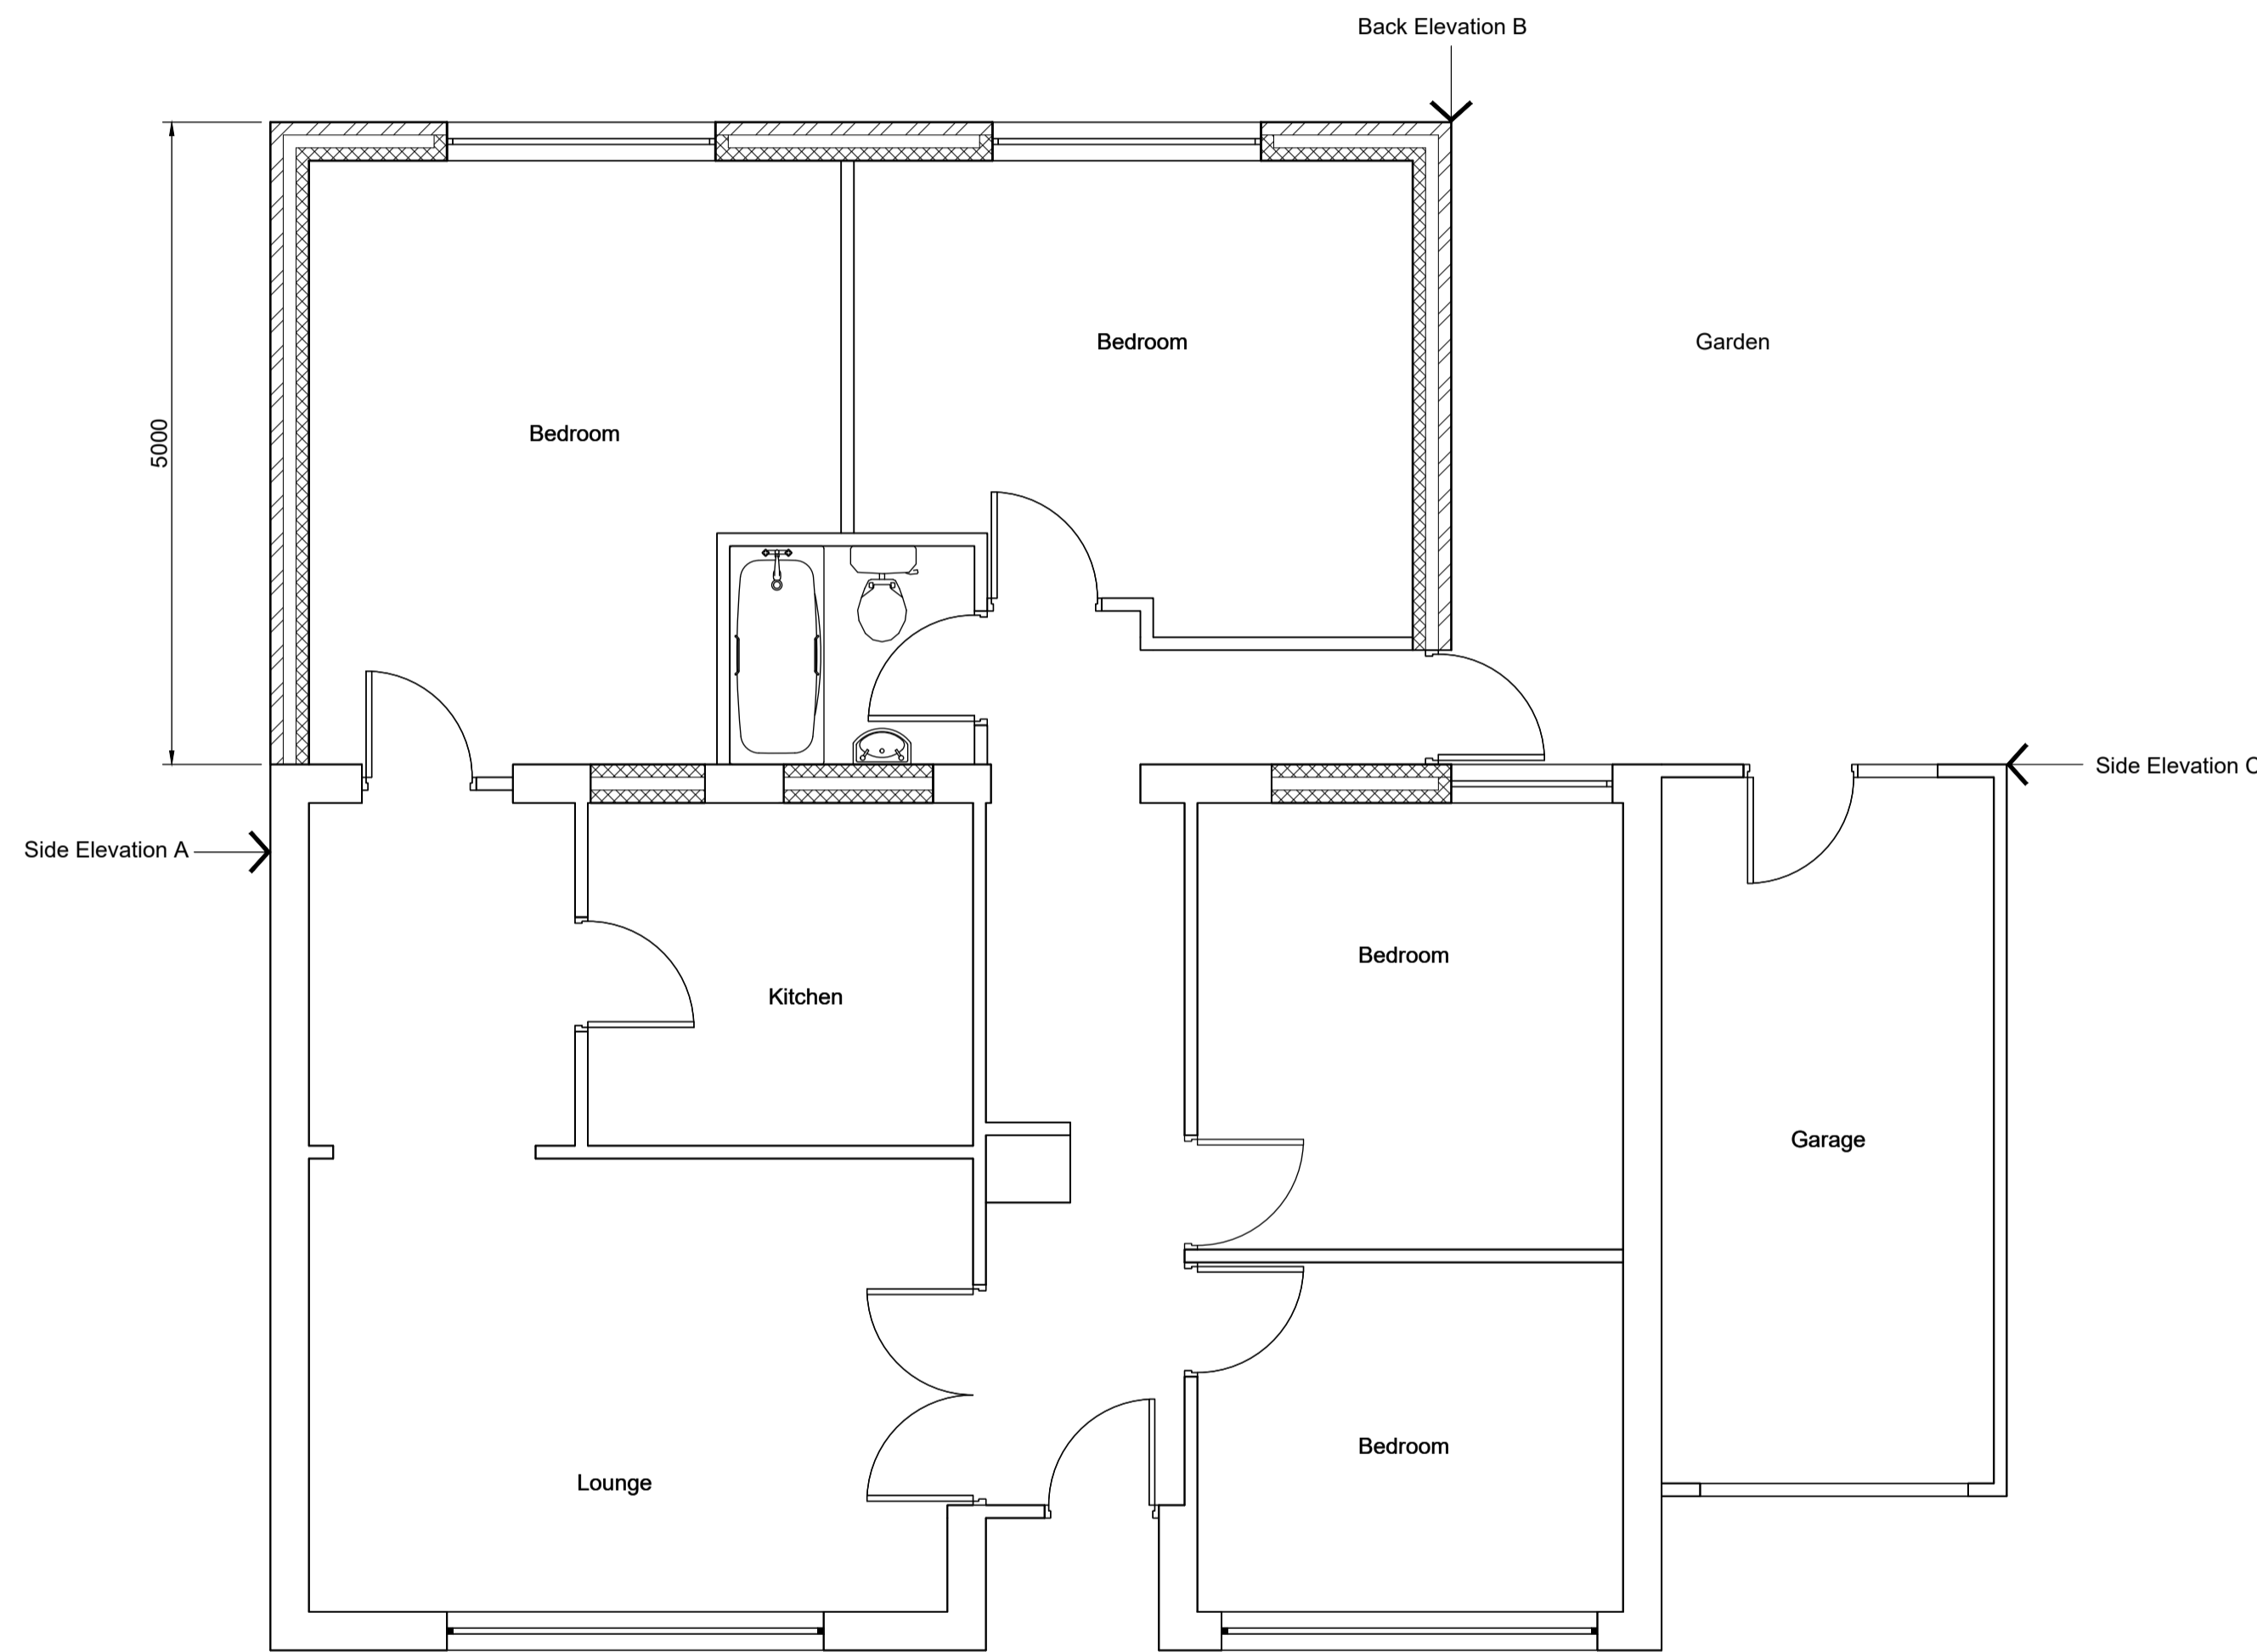 Back Elevation B
Bedroom
Garden
Bedroom
5000
Side Elevation C
Side Elevation A
Bedroom
Kitchen
Garage
Bedroom
Lounge